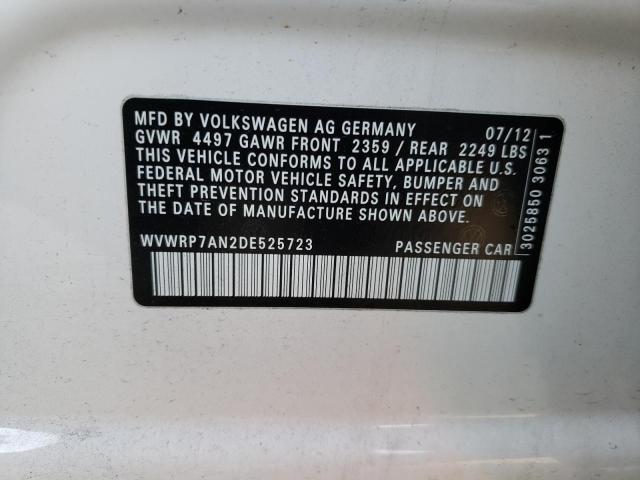 MFD BY VOLKSWAGEN AG GERMANY 07/12
GVWR 4497 GAWR FRONT 2359 / REAR 2249 LBS
THIS VEHICLE CONFORMS TO ALL APPLICABLE U.S.
FEDERAL MOTOR VEHICLE SAFETY, BUMPER AND
THEFT PREVENTION STANDARDS IN EFFECT ON
THE DATE OF MANUFACTURE SHOWN ABOVE.
WVWRP7AN2DE525723 PASSENGER CAR
3025850 3063 1